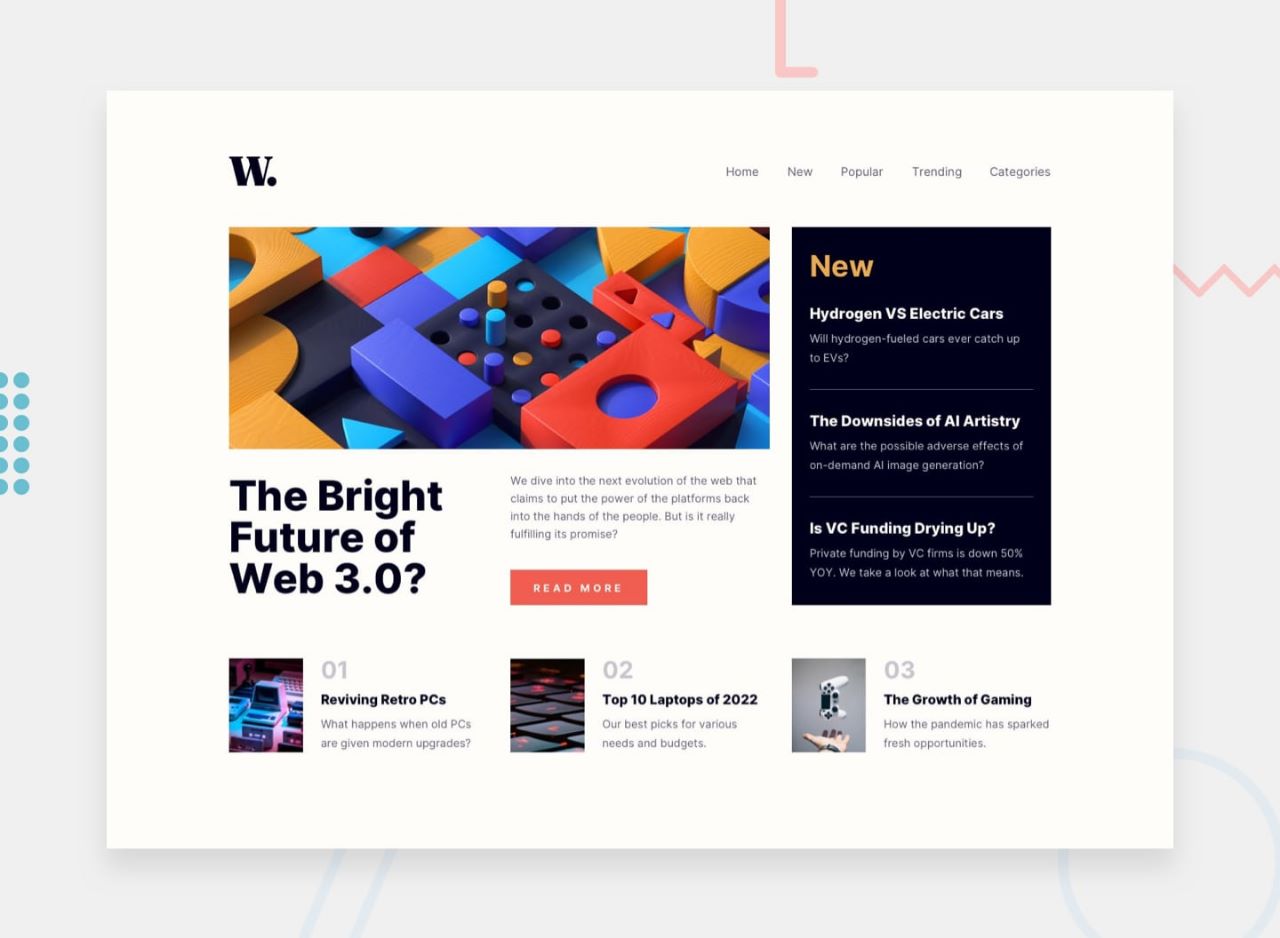 W.
Home New Popular Trending Categories
The Bright
Future of
Web 3.0?
We dive into the next evolution of the web that
claims to put the power of the platforms back
into the hands of the people. But is it really
fulfilling its promise?
READ MORE
New
Hydrogen VS Electric Cars
Will hydrogen-fueled cars ever catch up
to EVs?
The Downsides of AI Artistry
What are the possible adverse effects of
on-demand AI image generation?
Is VC Funding Drying Up?
Private funding by VC firms is down 50%
YOY. We take a look at what that means.
01
Reviving Retro PCs
What happens when old PCs
are given modern upgrades?
02
Top 10 Laptops of 2022
Our best picks for various
needs and budgets.
03
The Growth of Gaming
How the pandemic has sparked
fresh opportunities.